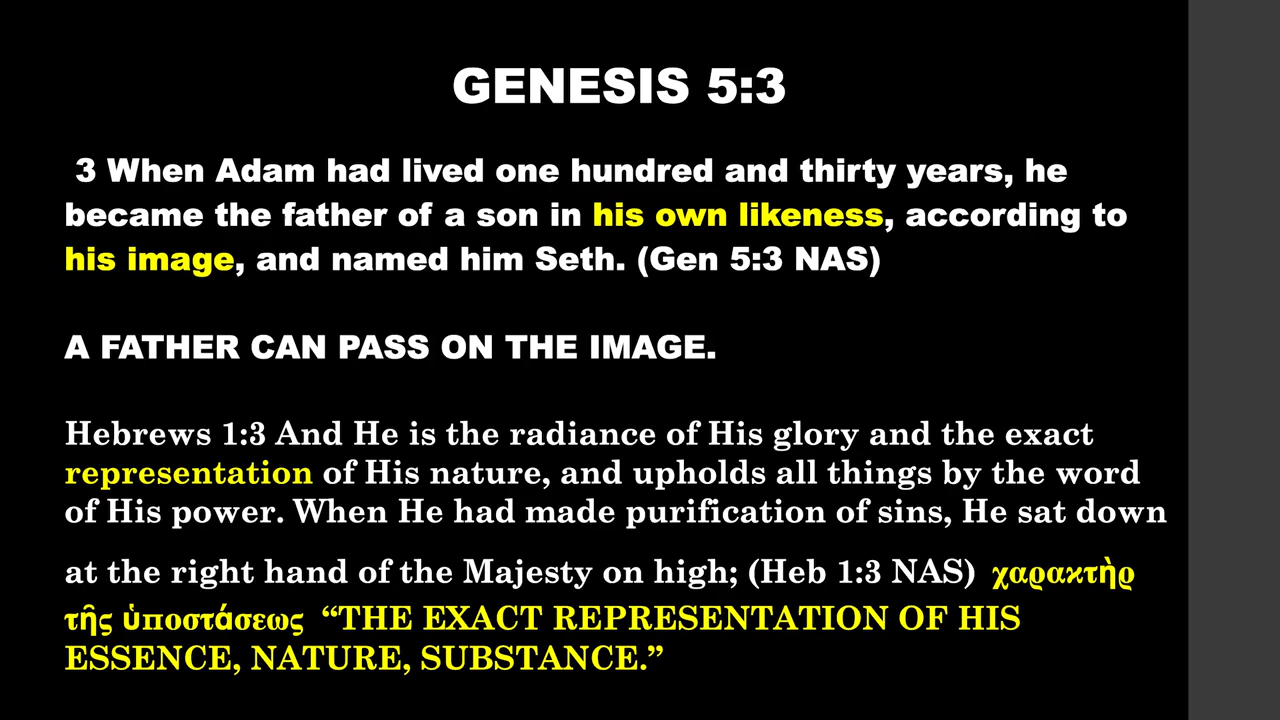 GENESIS 5:3
3 When Adam had lived one hundred and thirty years, he
became the father of a son in his own likeness, according to
his image, and named him Seth. (Gen 5:3 NAS)
A FATHER CAN PASS ON THE IMAGE.
Hebrews 1:3 And He is the radiance of His glory and the exact
representation of His nature, and upholds all things by the word
of His power. When He had made purification of sins, He sat down
at the right hand of the Majesty on high; (Heb 1:3 NAS) χαρακτὴρ
τῆς ὑποστάσεως “THE EXACT REPRESENTATION OF HIS
ESSENCE, NATURE, SUBSTANCE.”